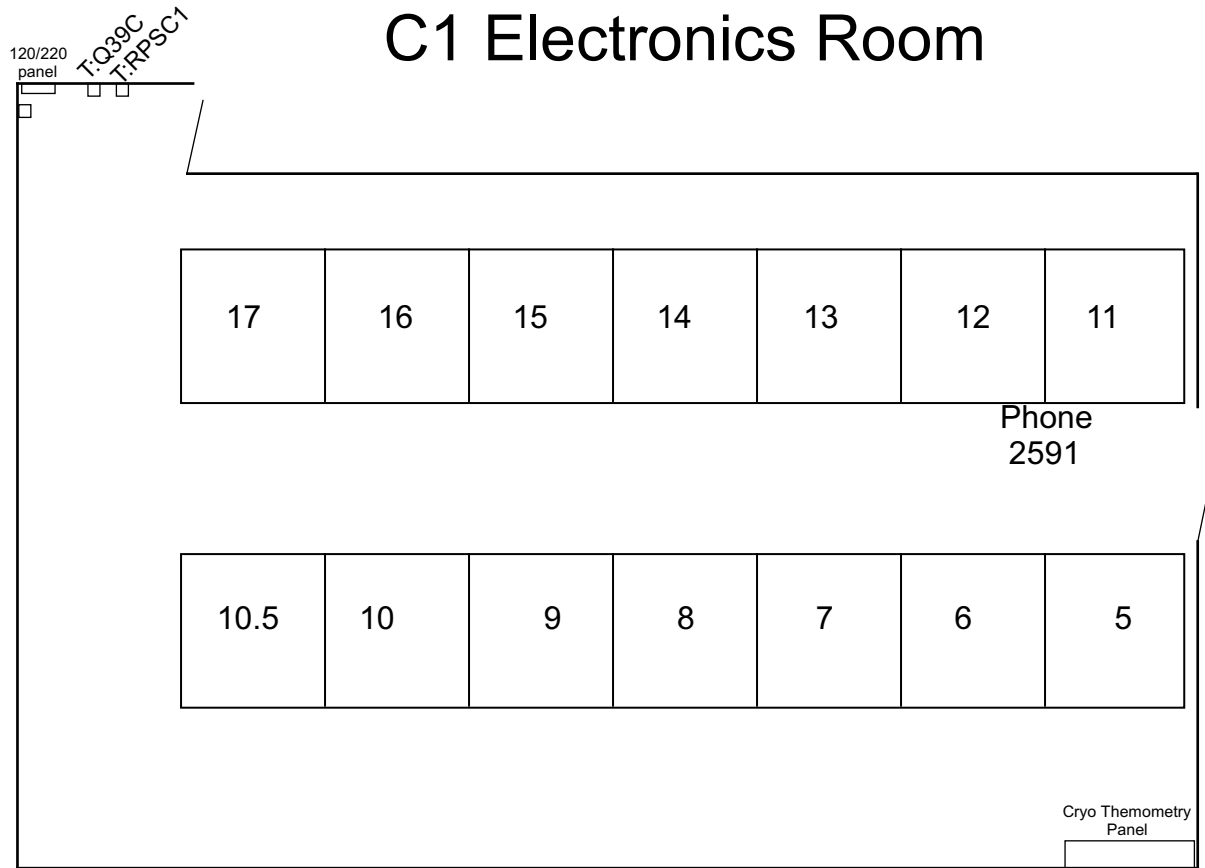 C1 Electronics Room
120/220
panel
T:Q39C
T:RPSC1
17 16 15 14 13 12 11
Phone
2591
10.5 10 9 8 7 6 5
Cryo Themometry
Panel